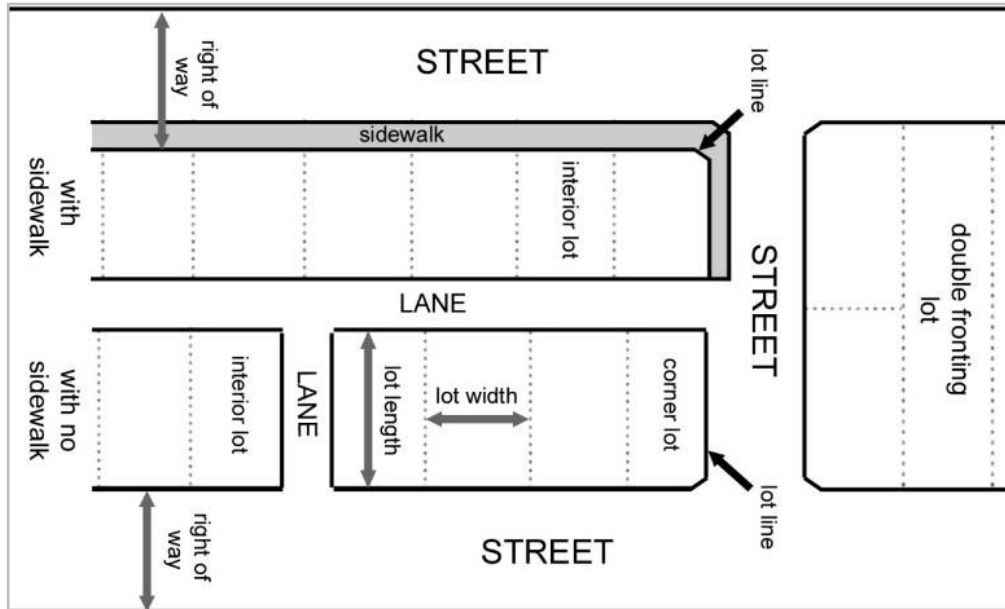 STREET
right of
way
lot line
sidewalk
with
sidewalk
interior lot
STREET
double fronting
lot
LANE
with no
sidewalk
interior lot
LANE
lot length
lot width
corner lot
right of
way
STREET
lot line